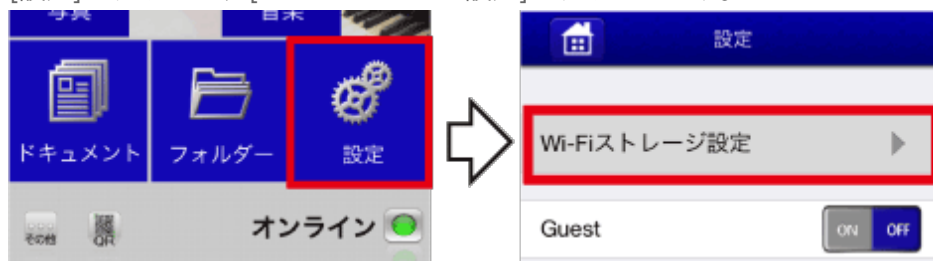 写真
音楽
設定
ドキュメント
フォルダー
設定
Wi-Fiストレージ設定
その他
QR
オンライン
Guest
ON
OFF